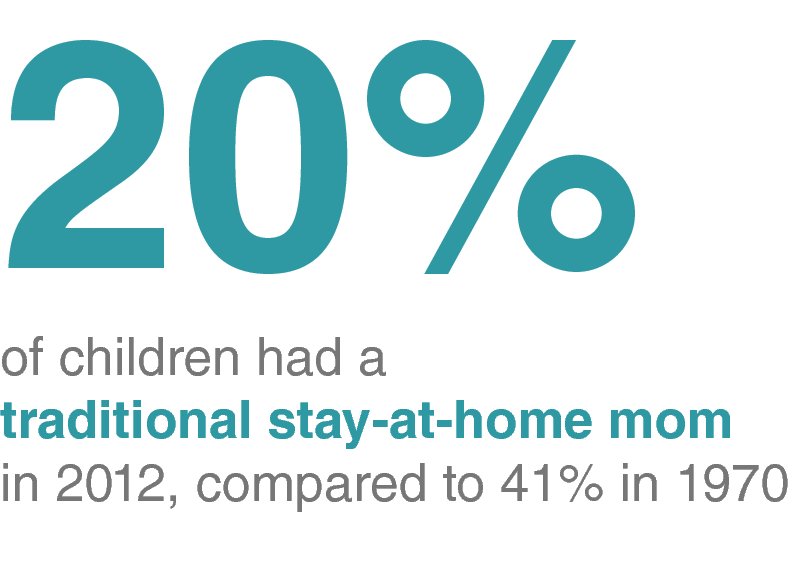 20%
of children had a
traditional stay-at-home mom
in 2012, compared to 41% in 1970